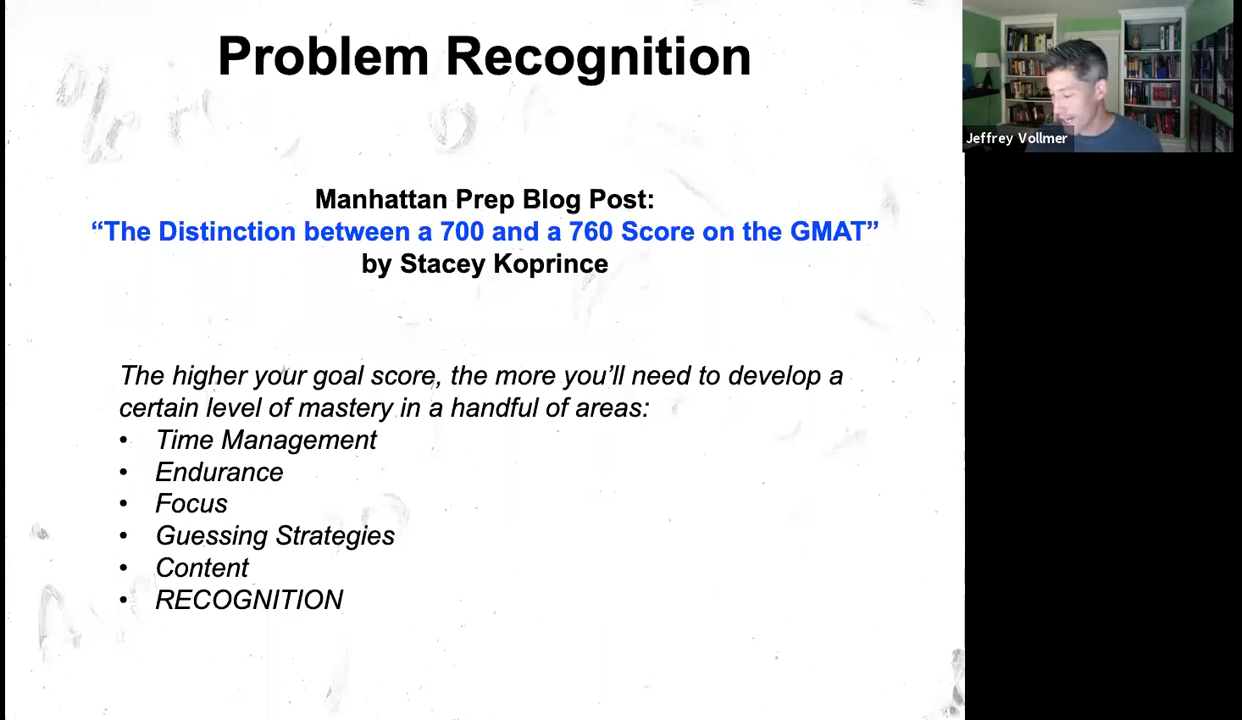 Problem Recognition
Manhattan Prep Blog Post:
“The Distinction between a 700 and a 760 Score on the GMAT”
by Stacey Koprince
The higher your goal score, the more you’ll need to develop a
certain level of mastery in a handful of areas:
• Time Management
• Endurance
• Focus
• Guessing Strategies
• Content
• RECOGNITION
Jeffrey Vollmer